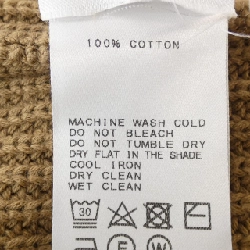 100% COTTON
MACHINE WASH COLD
DO NOT BLEACH
DO NOT TUMBLE DRY
DRY FLAT IN THE SHADE
COOL IRON
DRY CLEAN
WET CLEAN
30
W